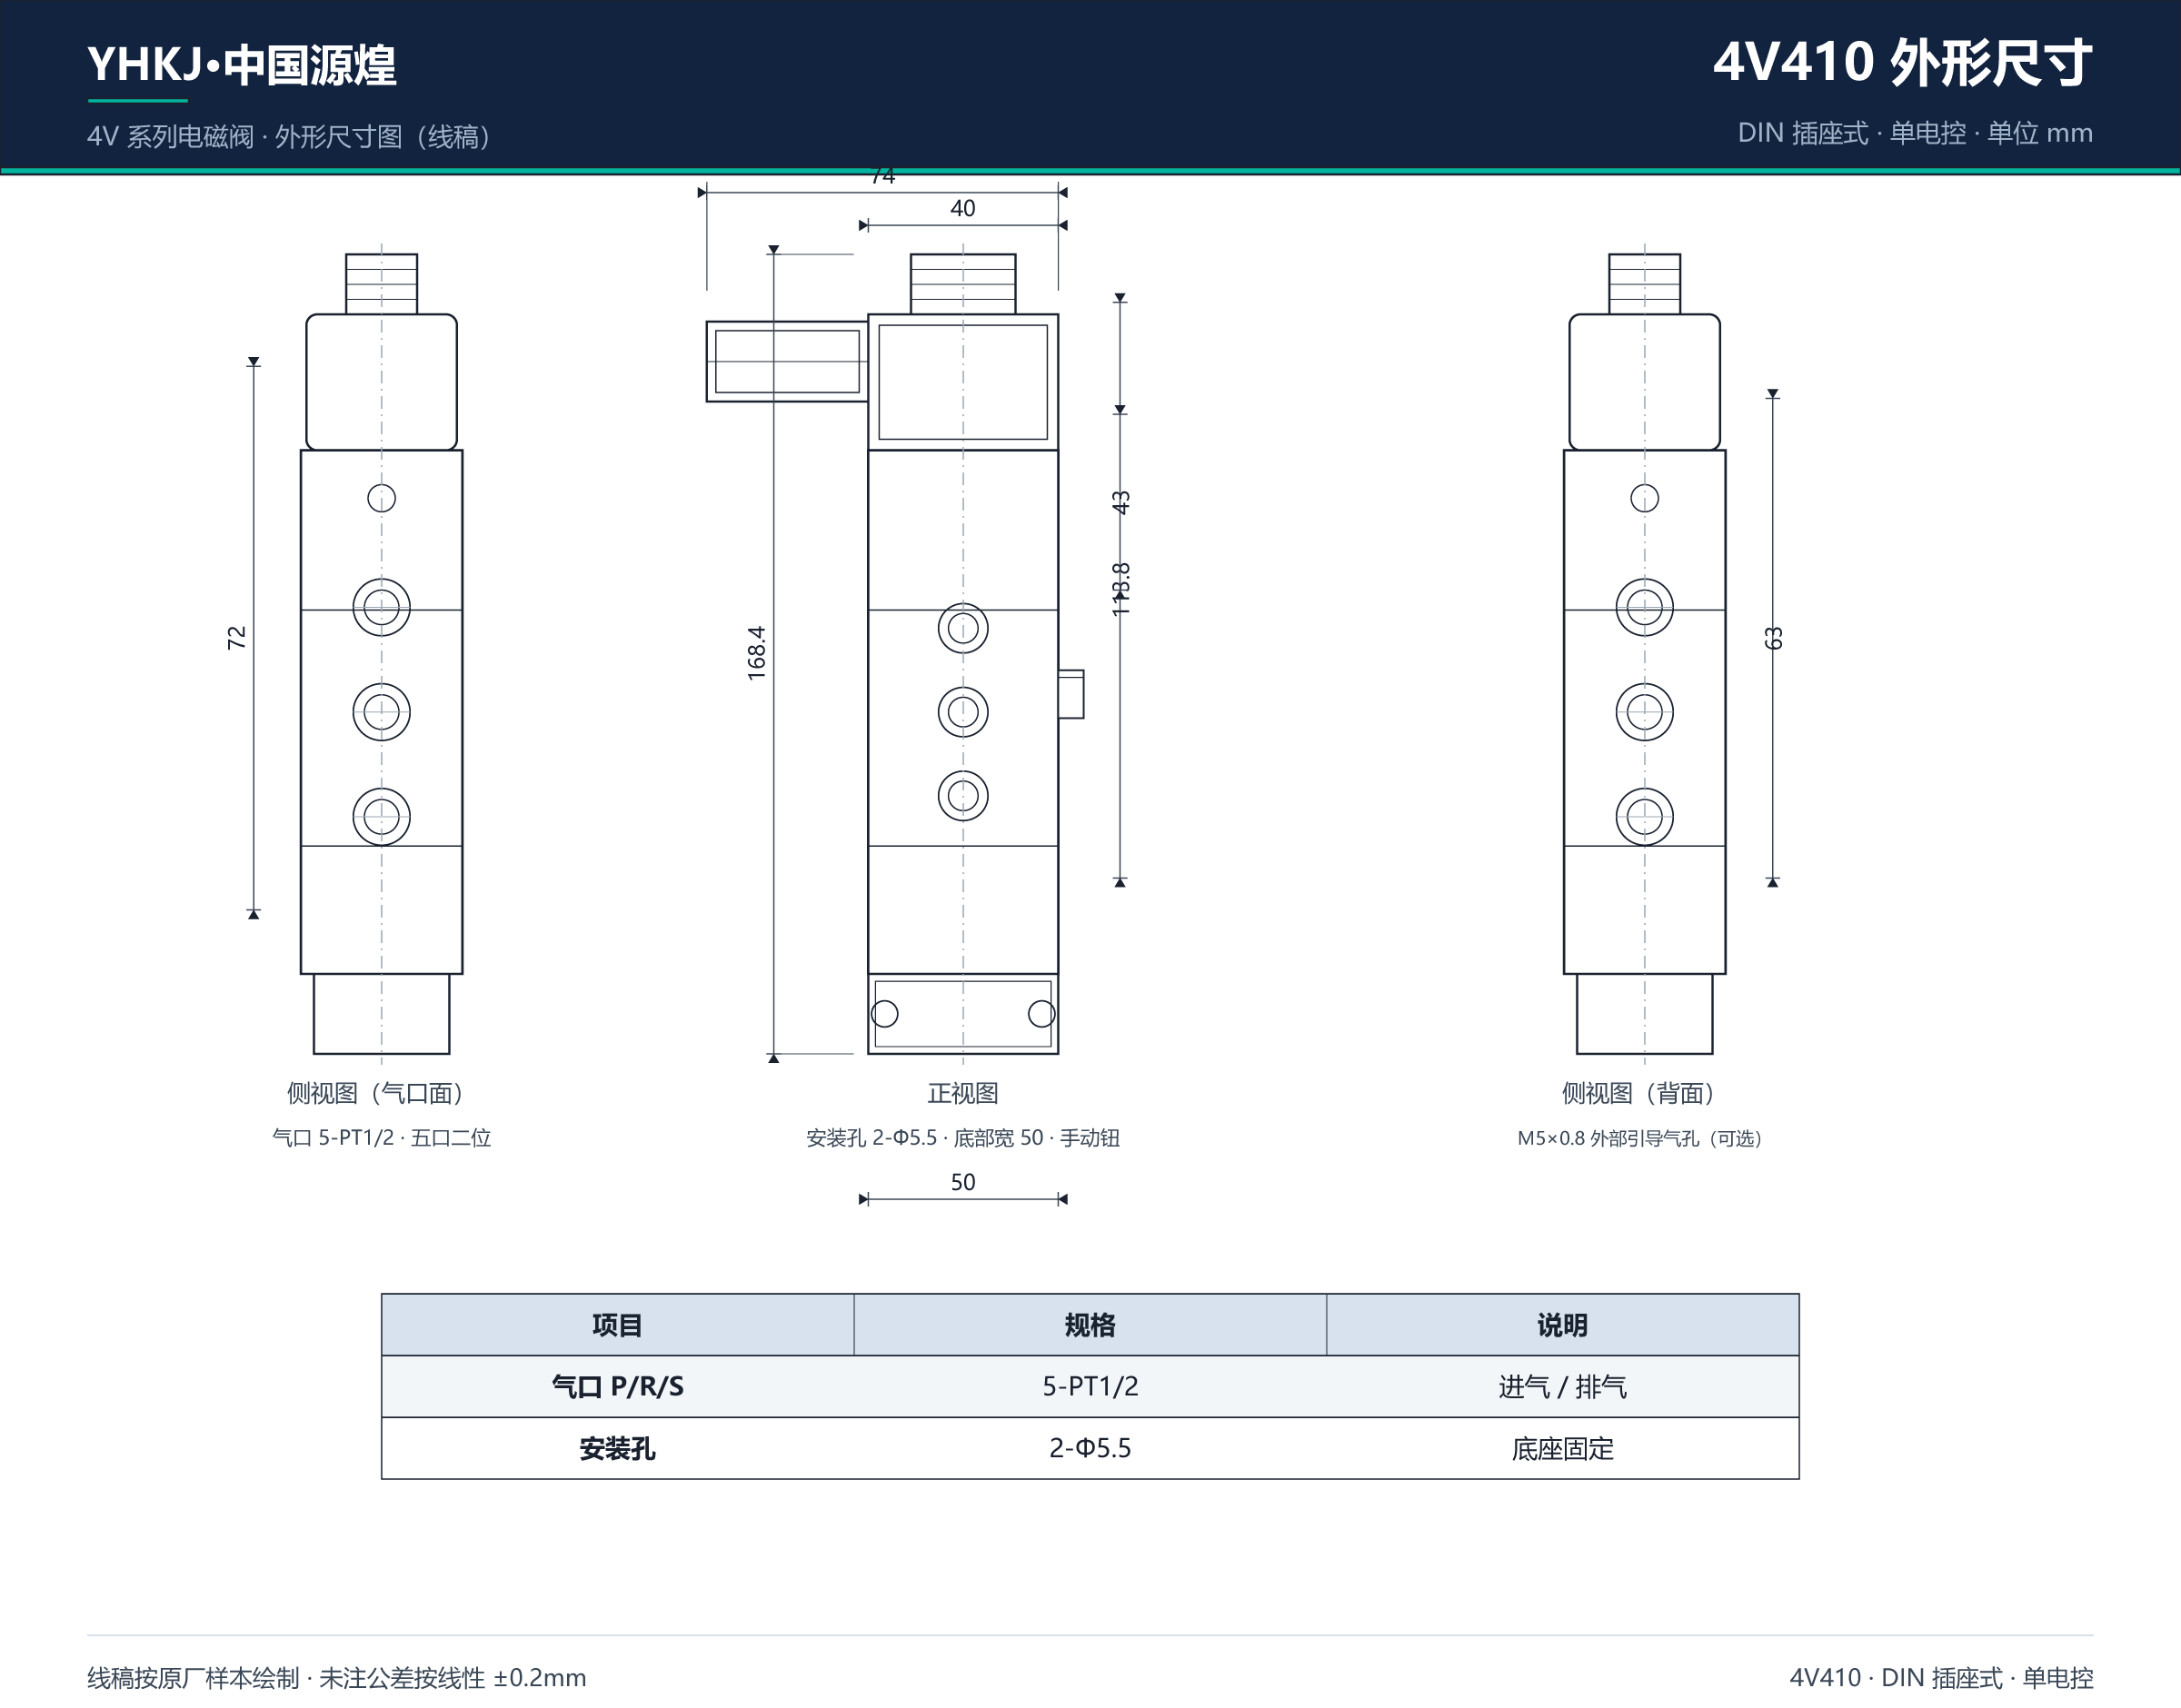 YHKJ·中国源煌
4V 系列电磁阀 · 外形尺寸图（线稿）
4V410 外形尺寸
DIN 插座式 · 单电控 · 单位 mm
74
40
43
113.8
72
168.4
63
侧视图（气口面）
正视图
侧视图（背面）
气口 5-PT1/2 · 五口二位
安装孔 2-Φ5.5 · 底部宽 50 · 手动钮
M5×0.8 外部引导气孔（可选）
50
项目 规格 说明
气口 P/R/S 5-PT1/2 进气 / 排气
安装孔 2-Φ5.5 底座固定
线稿按原厂样本绘制 · 未注公差按线性 ±0.2mm
4V410 · DIN 插座式 · 单电控